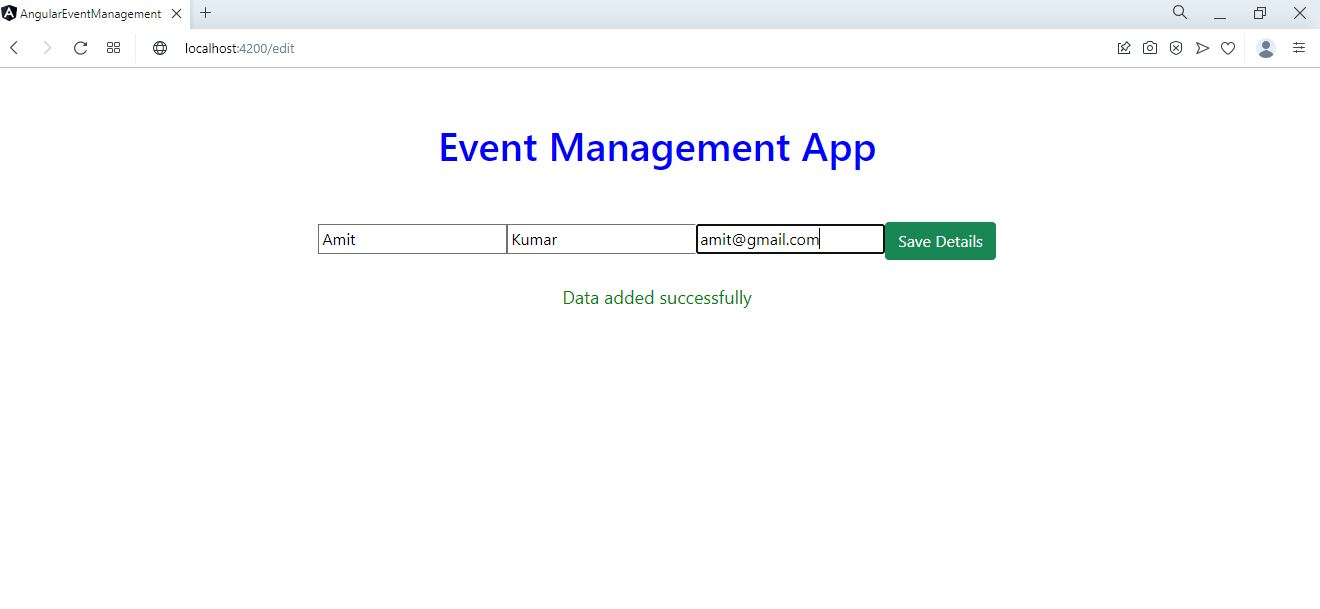 AngularEventManagement
localhost:4200/edit
Event Management App
Amit Kumar amit@gmail.com Save Details
Data added successfully